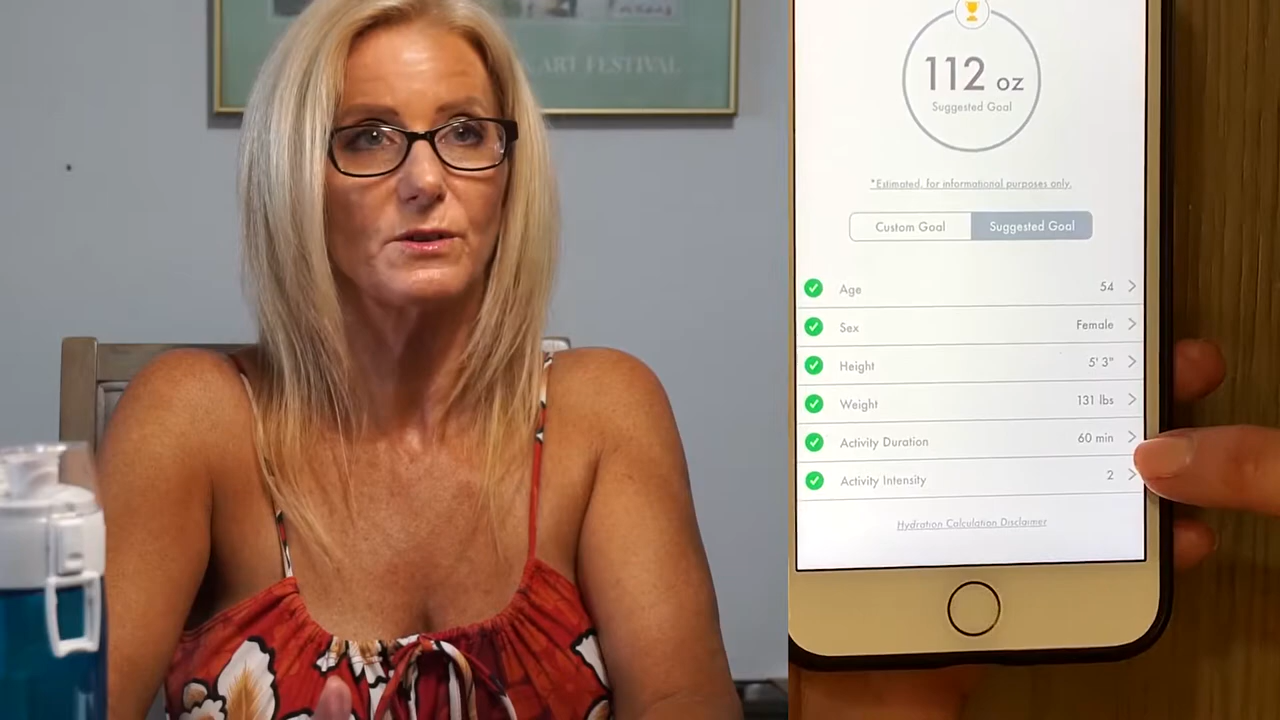 ART FESTIVAL
112 oz
Suggested Goal
*Estimated, for informational purposes only.
Custom Goal Suggested Goal
Age 54
Sex Female
Height 5' 3"
Weight 131 lbs
Activity Duration 60 min
Activity Intensity 2
Hydration Calculation Disclaimer